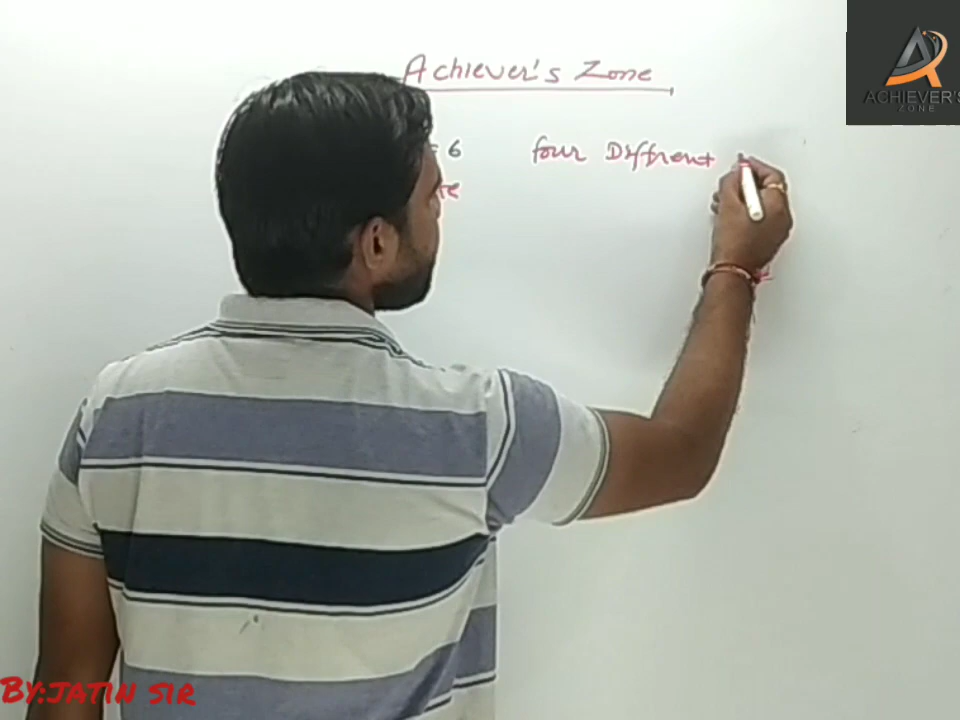 Achiever's Zone
= 6 four Diffrent
ACHIEVER'S
ZONE
By:JATIN SIR